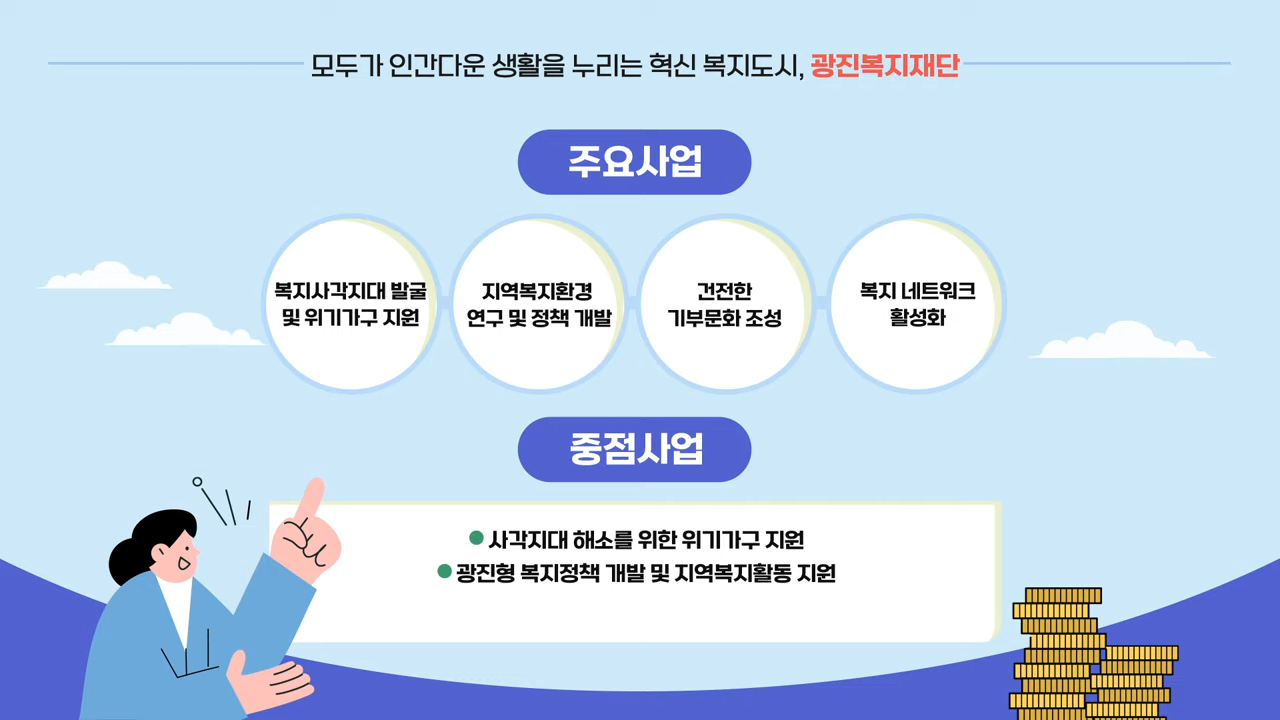 모두가 인간다운 생활을 누리는 혁신 복지도시, 광진복지재단
주요사업
복지사각지대 발굴
및 위기가구 지원
지역복지환경
연구 및 정책 개발
건전한
기부문화 조성
복지 네트워크
활성화
중점사업
사각지대 해소를 위한 위기가구 지원
광진형 복지정책 개발 및 지역복지활동 지원